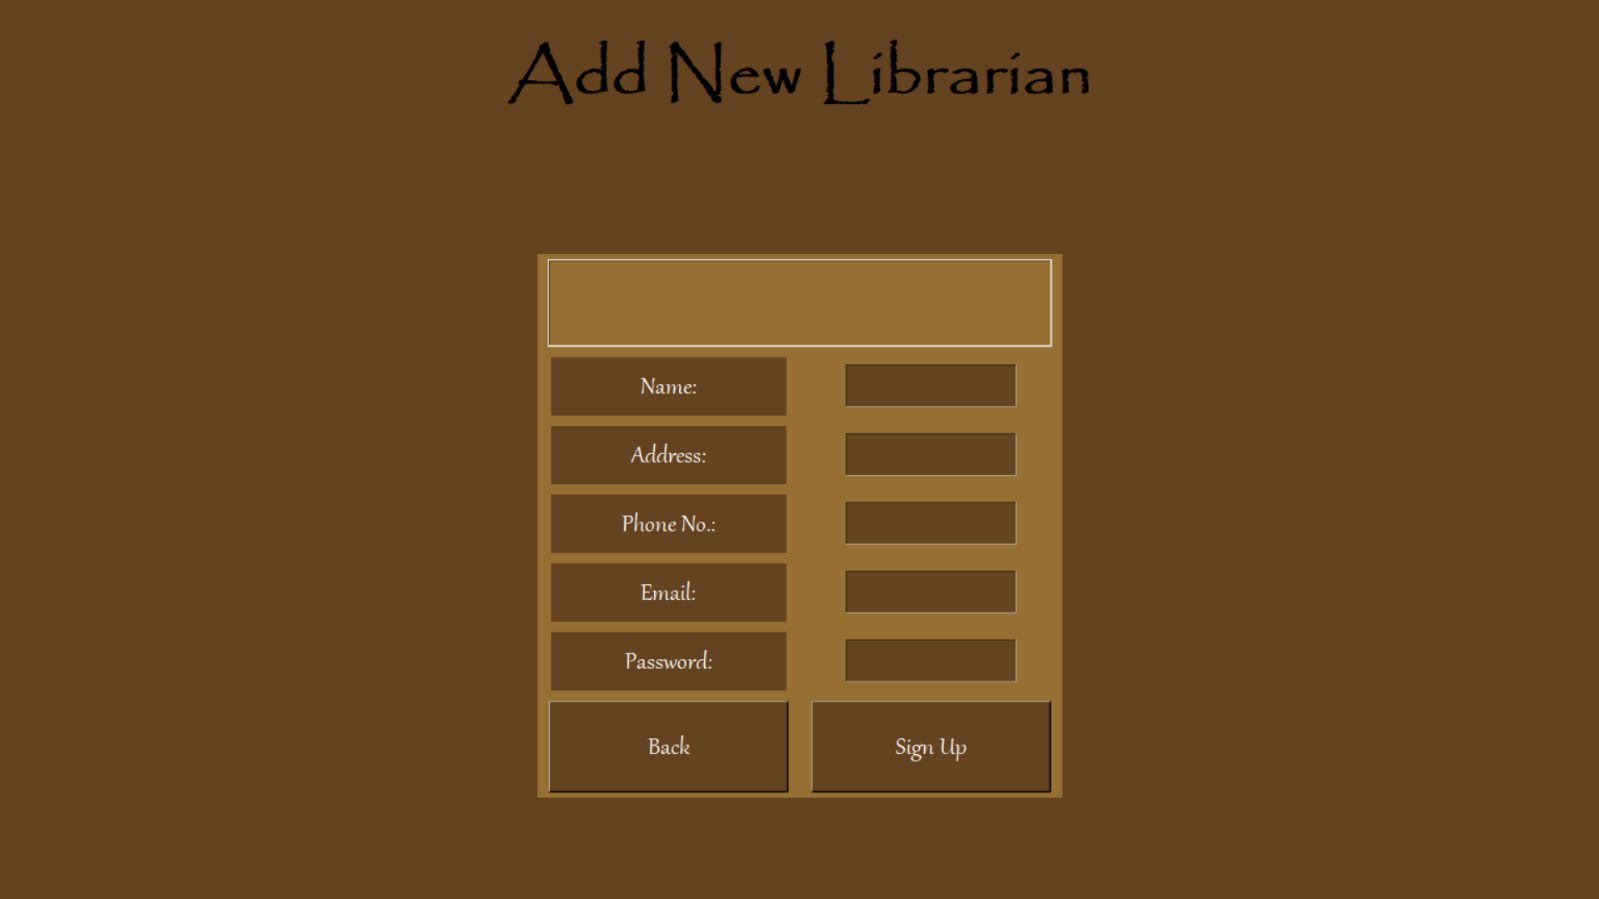 Add New Librarian
Name:
Address:
Phone No.:
Email:
Password:
Back
Sign Up